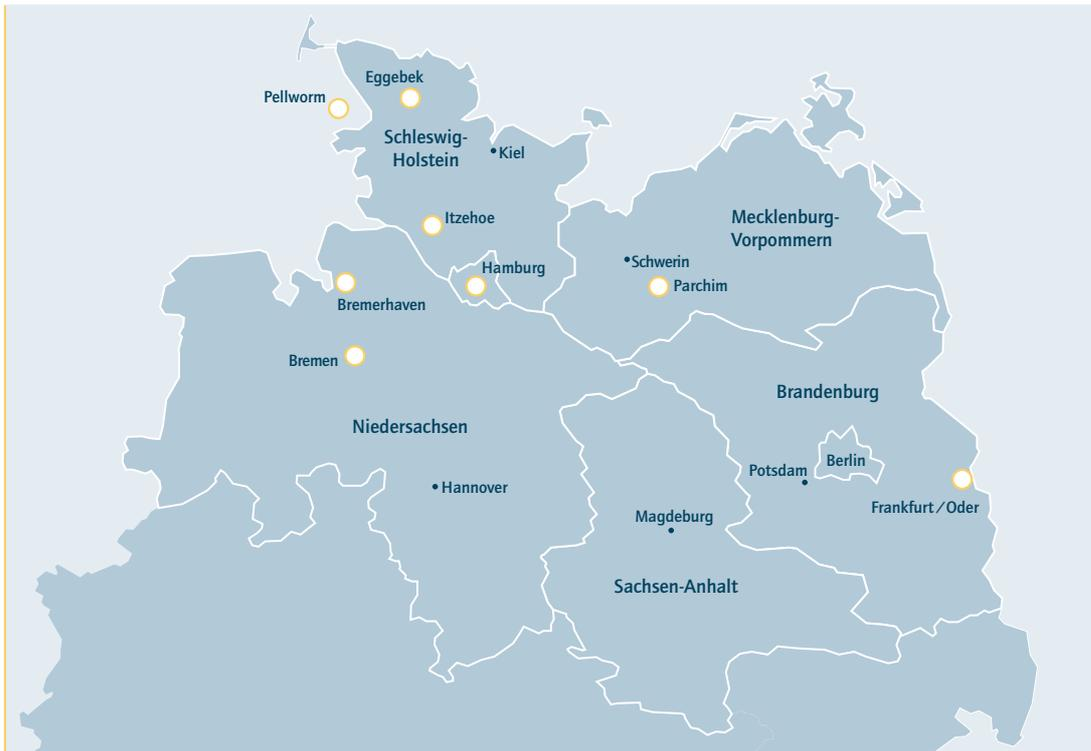 Eggebek
Pellworm
Schleswig-
Holstein
Kiel
Itzehoe
Mecklenburg-
Vorpommern
Schwerin
Hamburg
Parchim
Bremerhaven
Bremen
Brandenburg
Niedersachsen
Berlin
Potsdam
Hannover
Frankfurt/Oder
Magdeburg
Sachsen-Anhalt